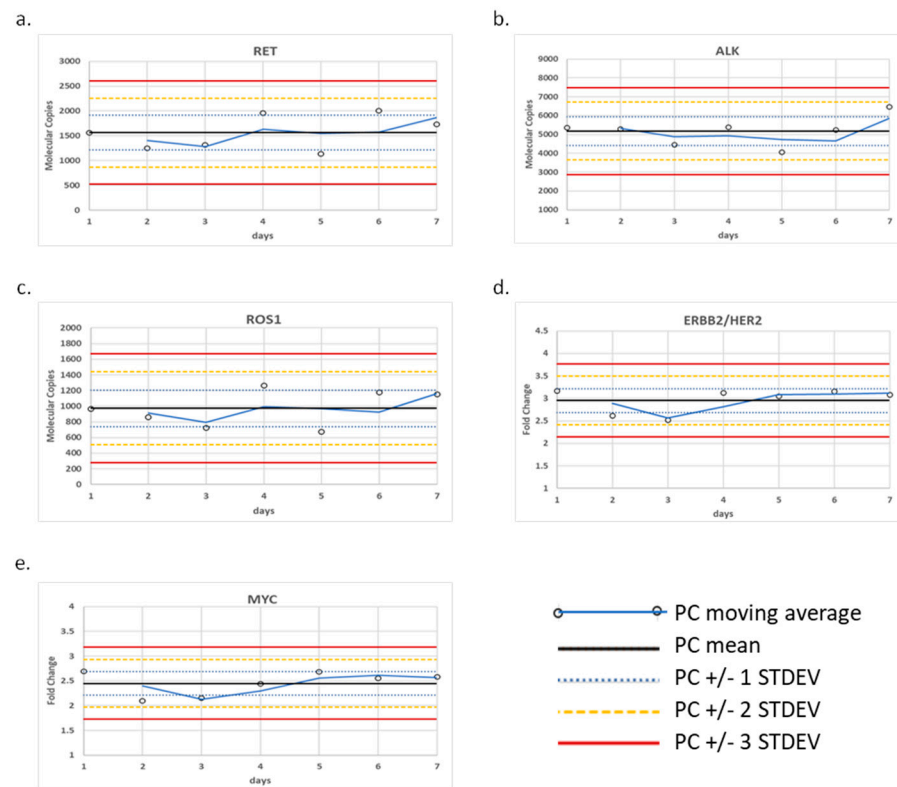 a.
RET
3000
2500
2000
1500
1000
500
0
Molecular Copies
1 2 3 4 5 6 7
days
b.
ALK
9000
8000
7000
6000
5000
4000
3000
2000
1000
Molecular Copies
1 2 3 4 5 6 7
days
c.
ROS1
2000
1800
1600
1400
1200
1000
800
600
400
200
0
Molecular Copies
1 2 3 4 5 6 7
days
d.
ERBB2/HER2
4.5
4
3.5
3
2.5
2
1.5
1
Fold Change
1 2 3 4 5 6 7
days
e.
MYC
4
3.5
3
2.5
2
1.5
1
Fold Change
1 2 3 4 5 6 7
days
PC moving average
PC mean
PC +/- 1 STDEV
PC +/- 2 STDEV
PC +/- 3 STDEV